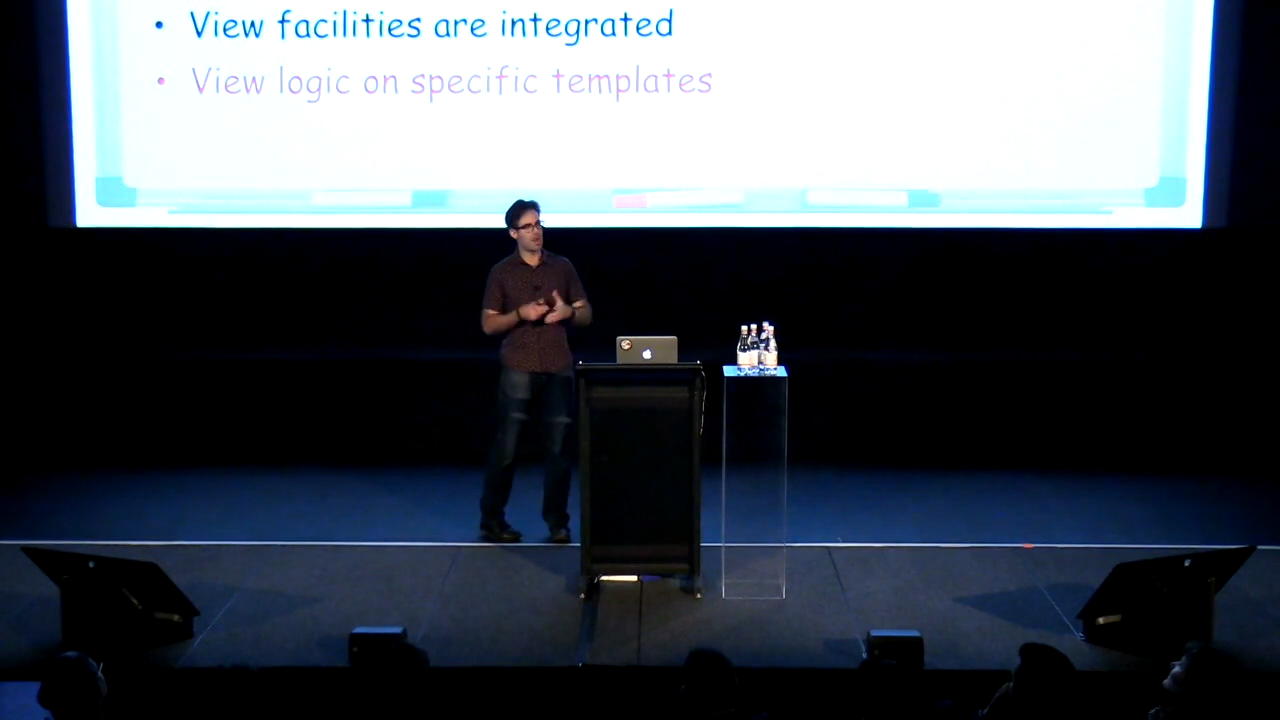 • View facilities are integrated
• View logic on specific templates